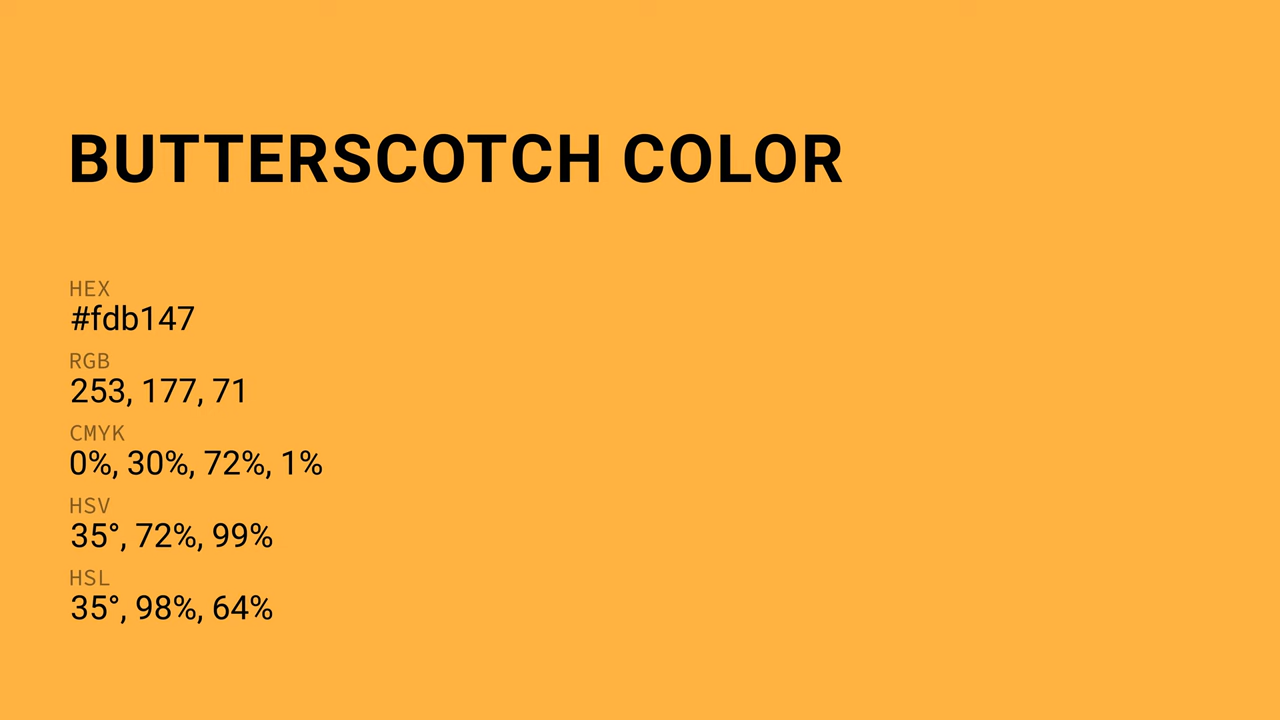 BUTTERSCOTCH COLOR
HEX
#fdb147
RGB
253, 177, 71
CMYK
0%, 30%, 72%, 1%
HSV
35°, 72%, 99%
HSL
35°, 98%, 64%